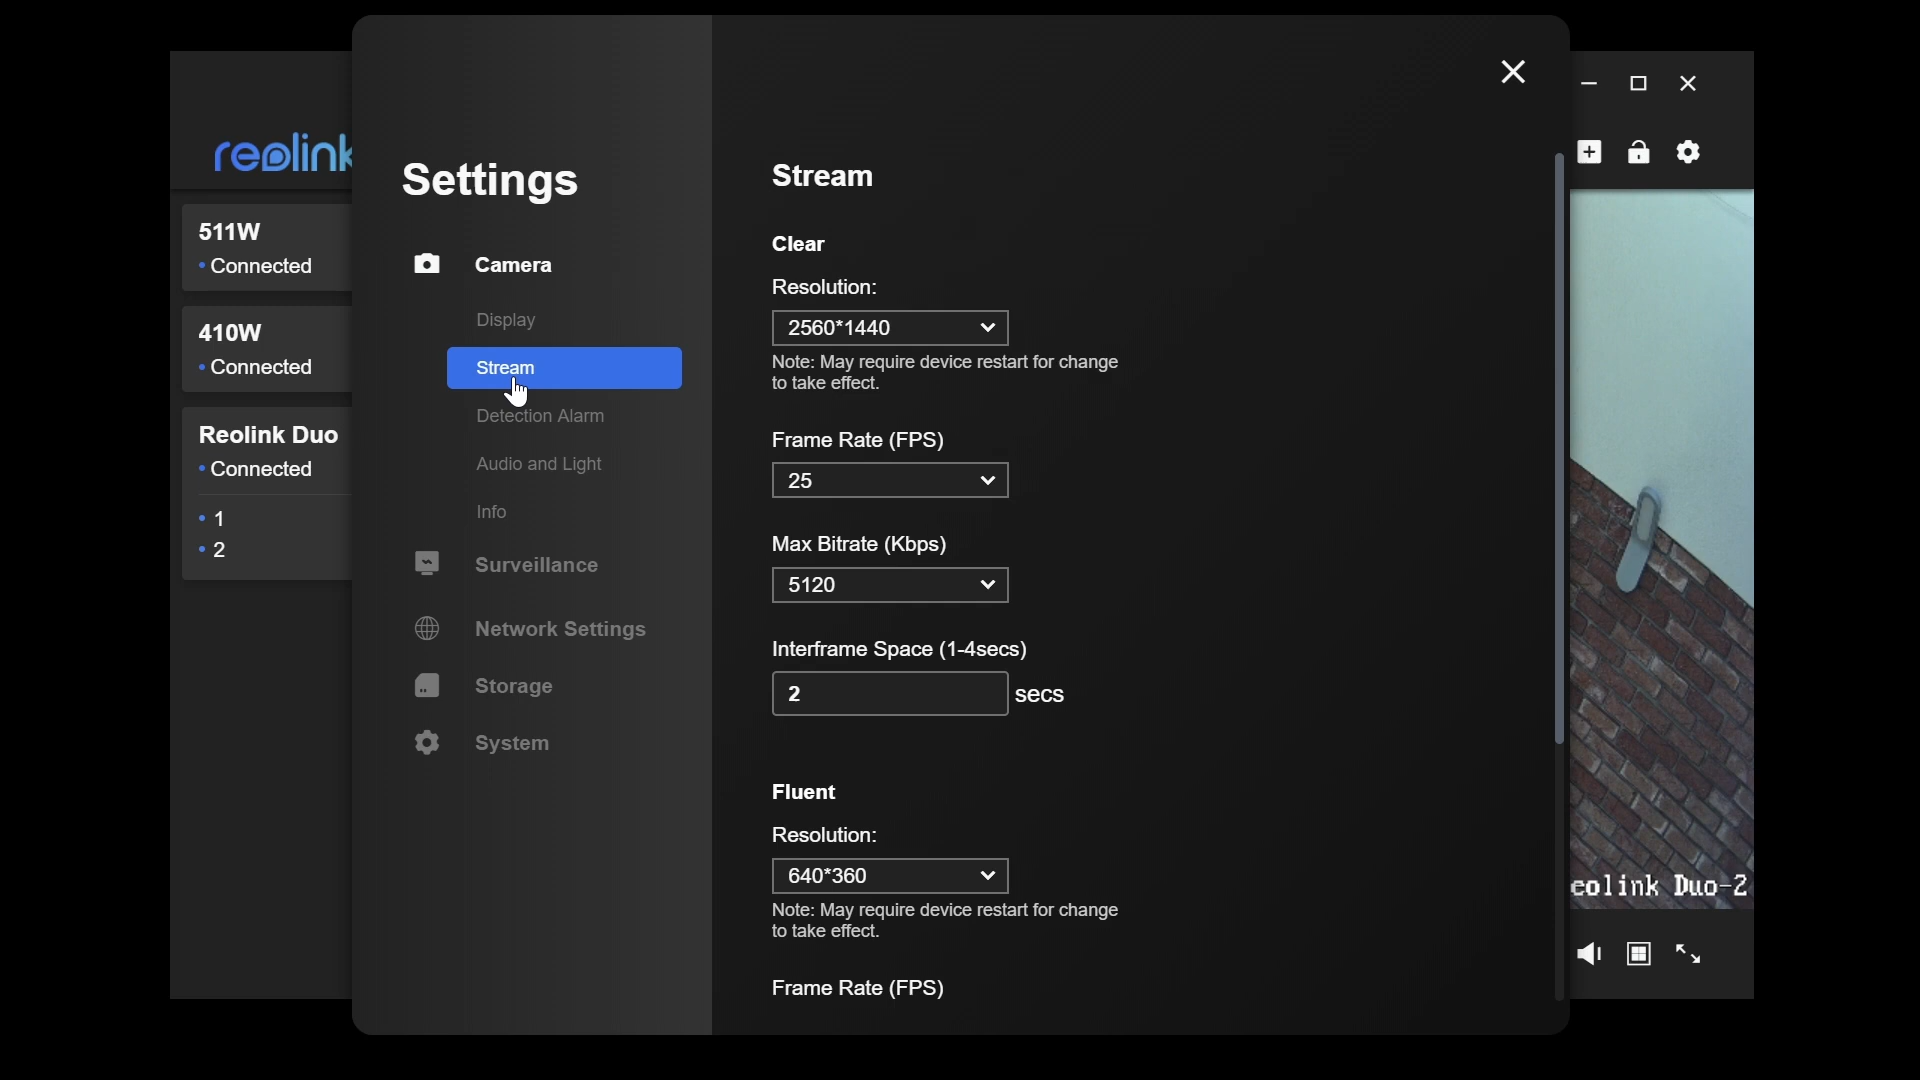 reolink
511W
Connected
410W
Connected
Reolink Duo
Connected
1
2
Settings
Camera
Display
Stream
Detection Alarm
Audio and Light
Info
Surveillance
Network Settings
Storage
System
Stream
Clear
Resolution:
2560*1440
Note: May require device restart for change
to take effect.
Frame Rate (FPS)
25
Max Bitrate (Kbps)
5120
Interframe Space (1-4secs)
2 secs
Fluent
Resolution:
640*360
Note: May require device restart for change
to take effect.
Frame Rate (FPS)
eolink Duo-2